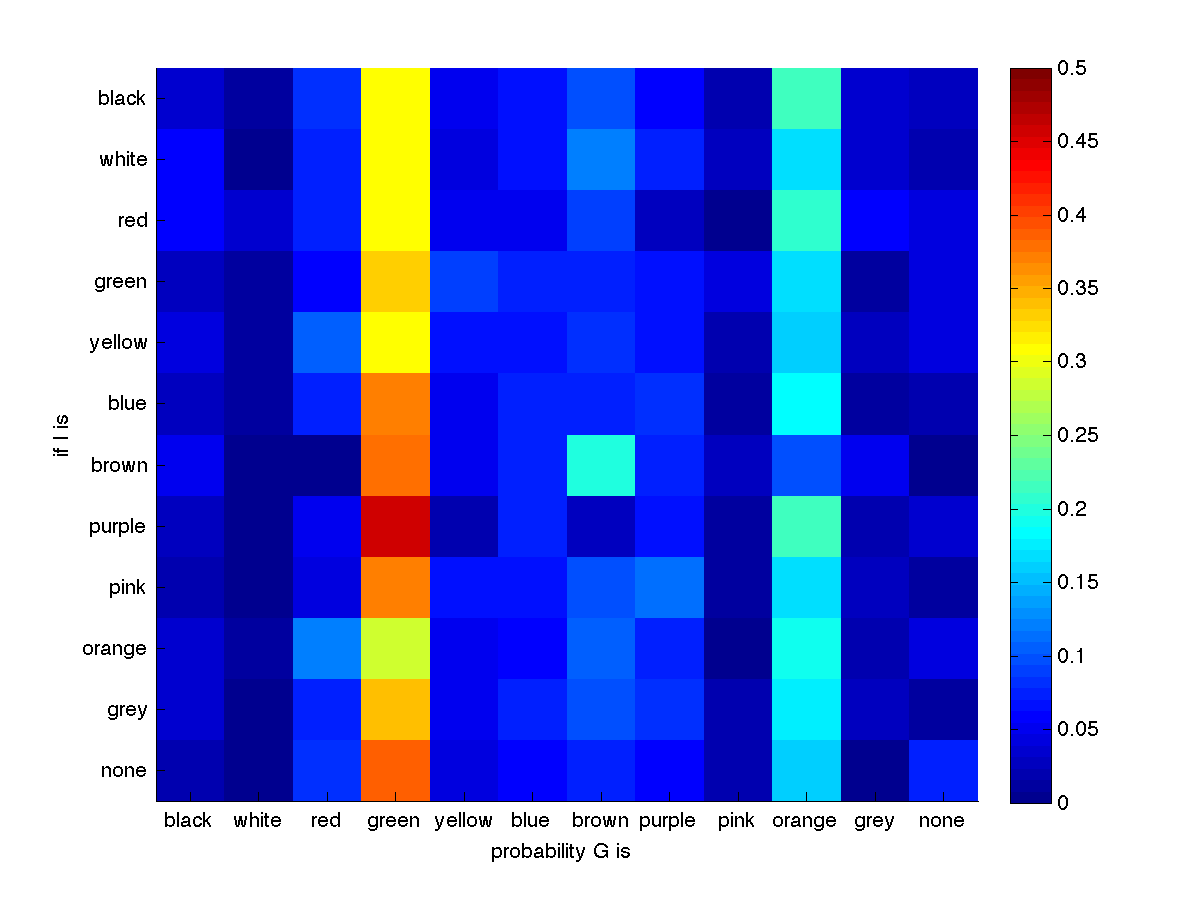 black
white
red
green
yellow
blue
brown
purple
pink
orange
grey
none
if I is
black white red green yellow blue brown purple pink orange grey none
probability G is
0.5
0.45
0.4
0.35
0.3
0.25
0.2
0.15
0.1
0.05
0